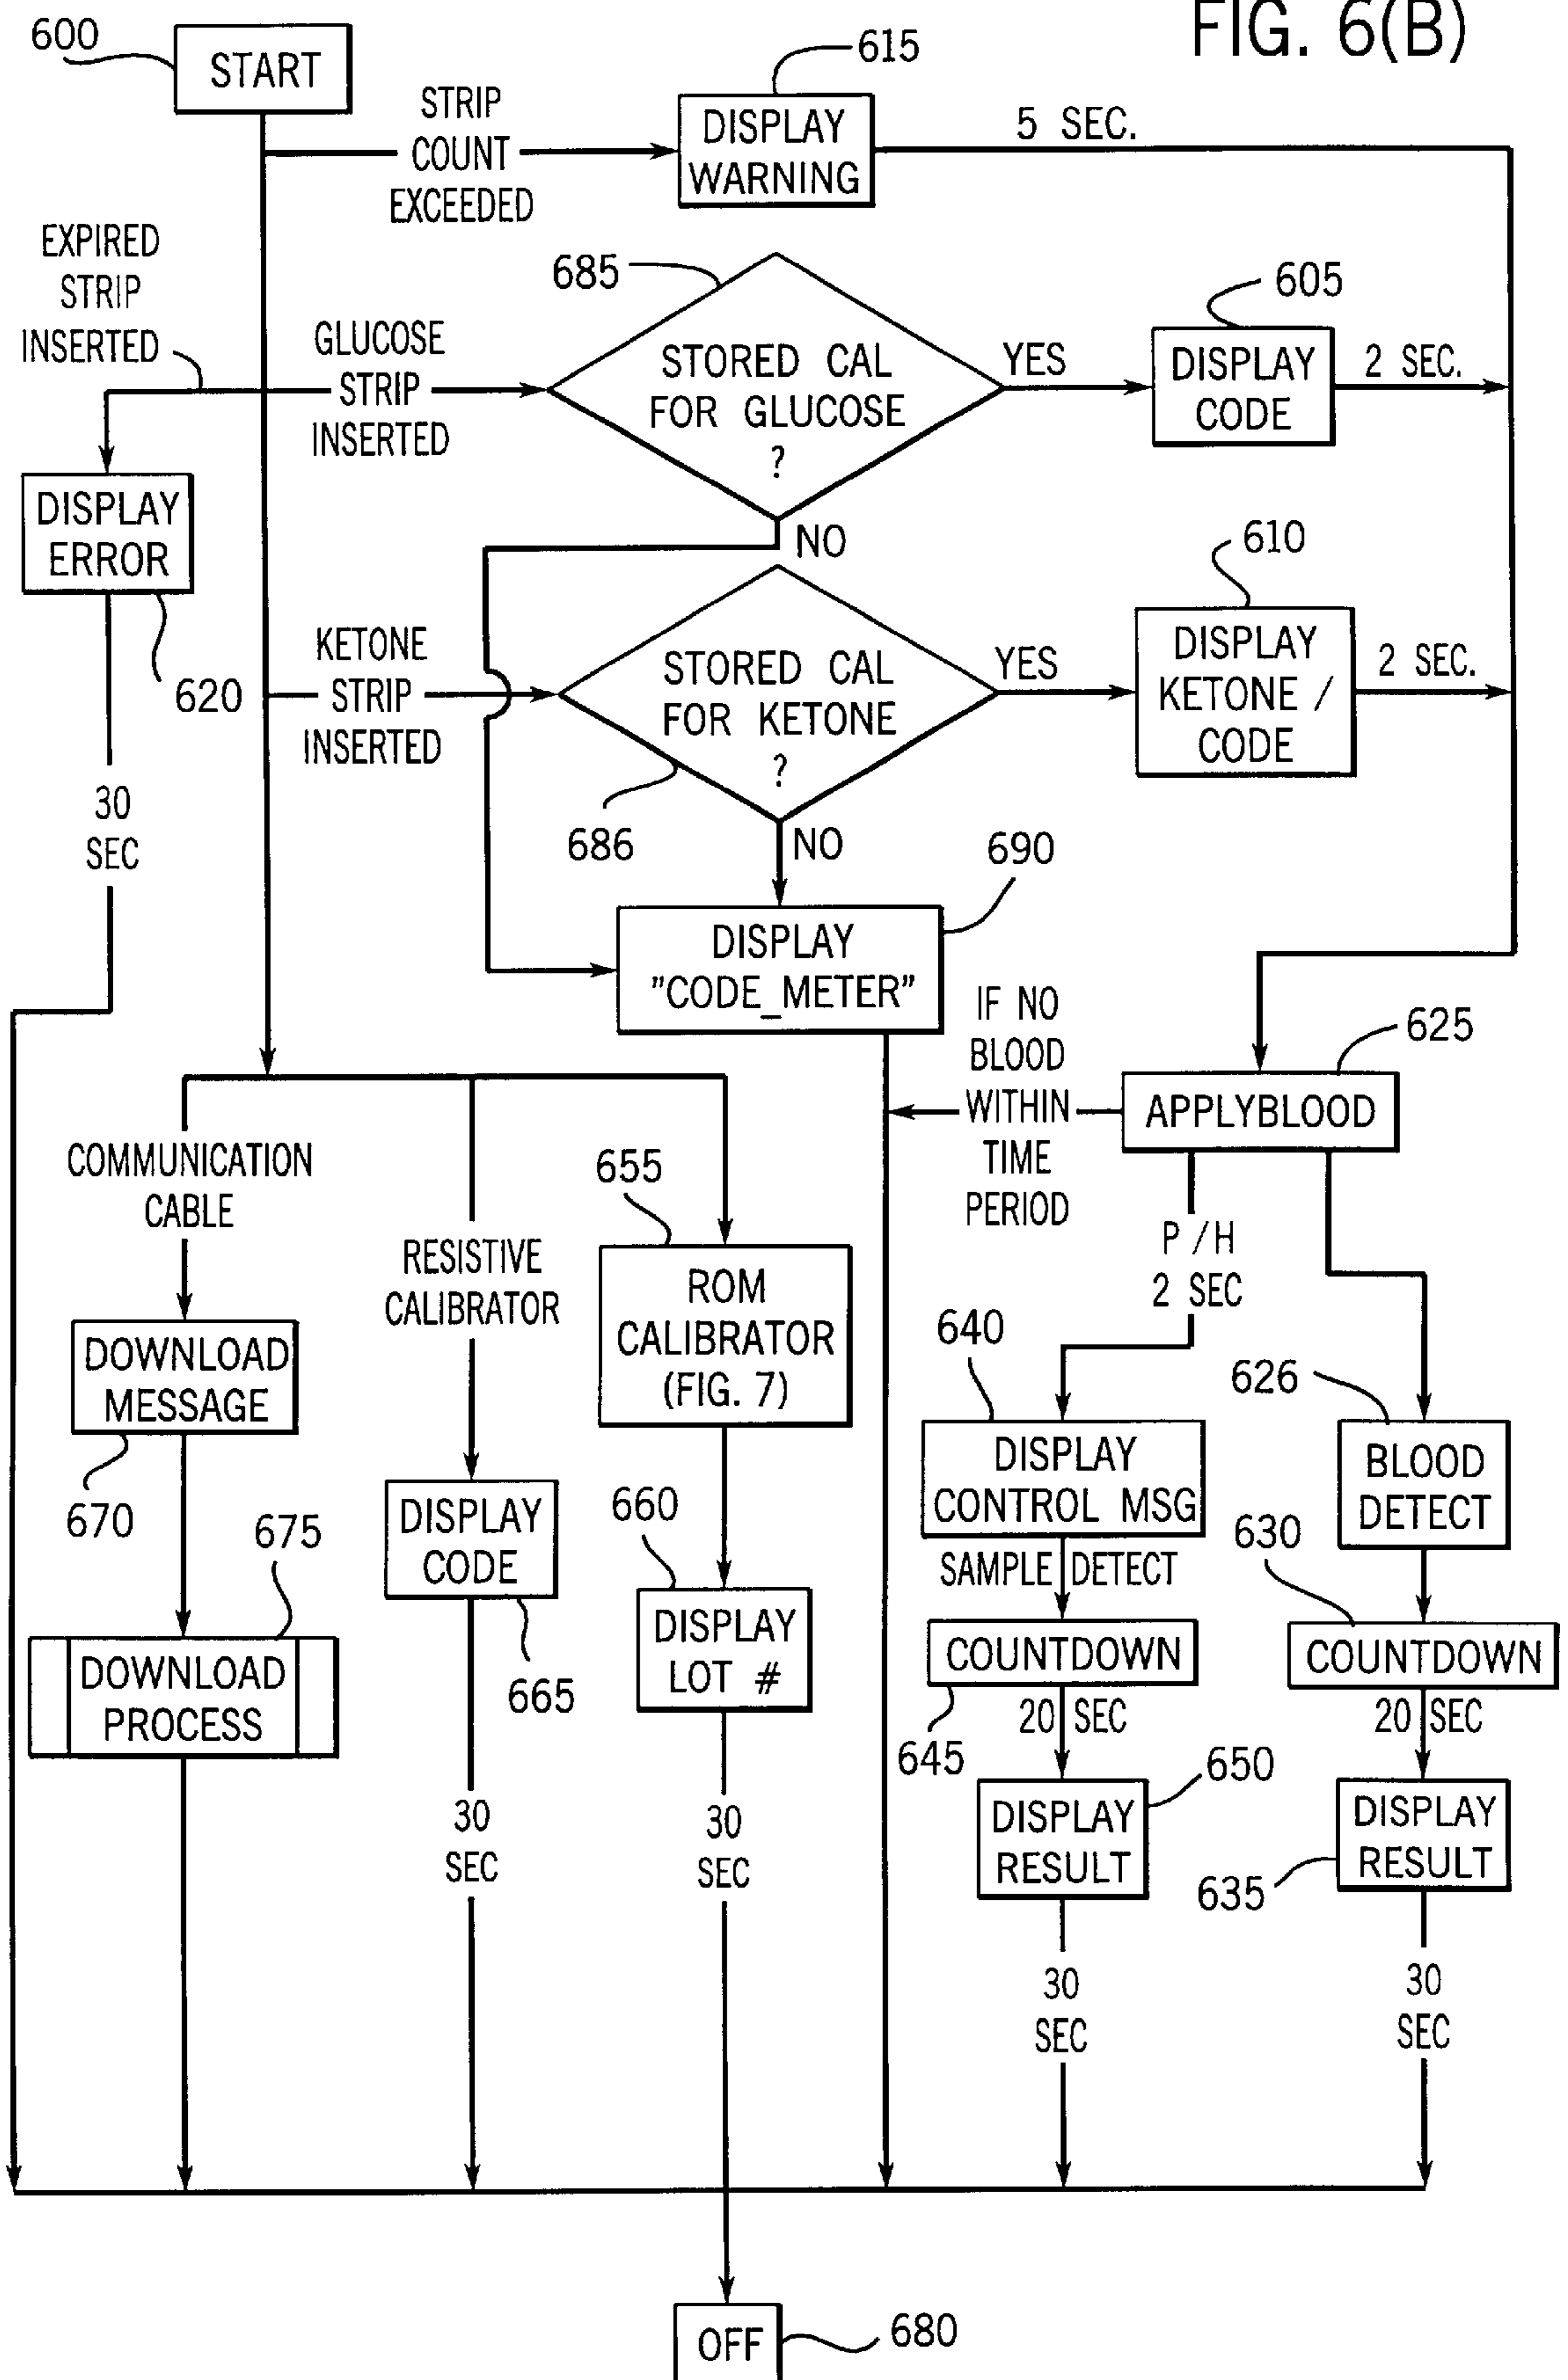 FIG. 6(B)
600
START
615
STRIP
COUNT
EXCEEDED
DISPLAY
WARNING
5 SEC.
EXPIRED
STRIP
INSERTED
685
605
GLUCOSE
STRIP
INSERTED
STORED CAL
FOR GLUCOSE
?
YES
DISPLAY
CODE
2 SEC.
DISPLAY
ERROR
620
NO
610
KETONE
STRIP
INSERTED
STORED CAL
FOR KETONE
?
YES
DISPLAY
KETONE /
CODE
2 SEC.
30
SEC
686
NO
690
DISPLAY
"CODE_METER"
IF NO
BLOOD
WITHIN
TIME
PERIOD
625
APPLYBLOOD
COMMUNICATION
CABLE
655
RESISTIVE
CALIBRATOR
ROM
CALIBRATOR
(FIG. 7)
P / H
2 SEC
640
626
DOWNLOAD
MESSAGE
670
DISPLAY
CONTROL MSG
BLOOD
DETECT
675
DISPLAY
CODE
665
660
SAMPLE DETECT
630
DOWNLOAD
PROCESS
DISPLAY
LOT #
COUNTDOWN
COUNTDOWN
645
20 SEC
20 SEC
650
DISPLAY
RESULT
DISPLAY
RESULT
635
30
SEC
30
SEC
30
SEC
30
SEC
OFF
680